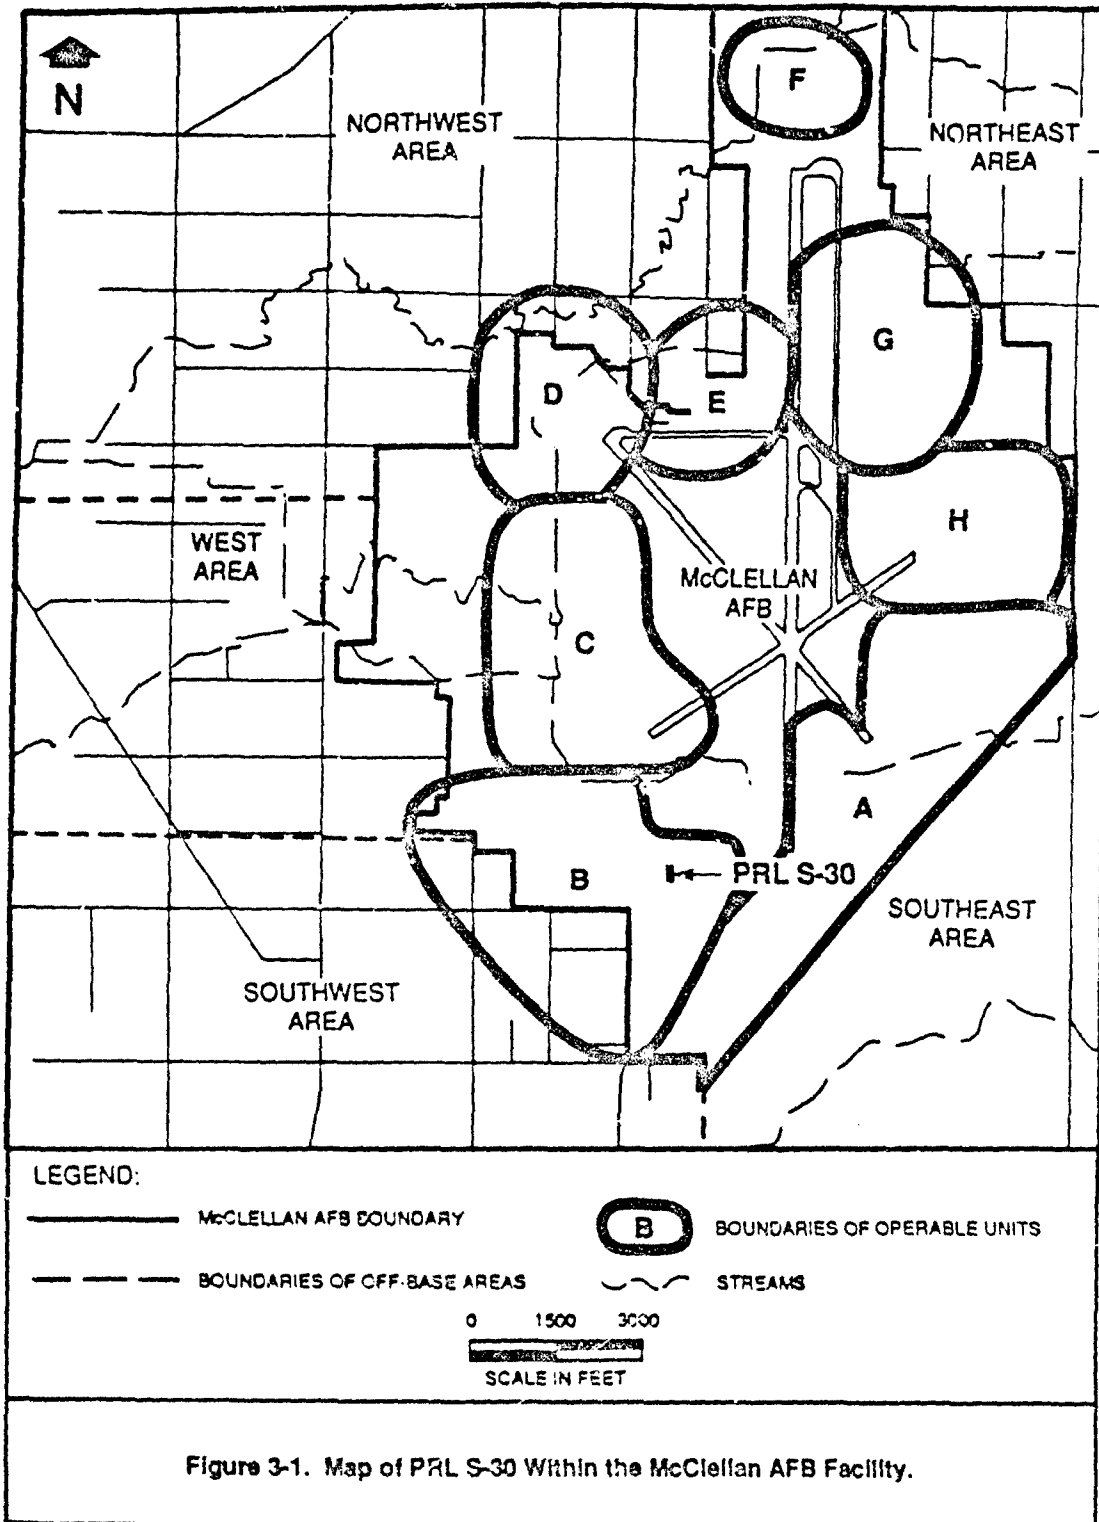 N
NORTHWEST
AREA
F
NORTHEAST
AREA
G
D
E
H
WEST
AREA
McCLELLAN
AFB
C
A
B
PRL S-30
SOUTHEAST
AREA
SOUTHWEST
AREA
LEGEND:
McCLELLAN AFB BOUNDARY
B
BOUNDARIES OF OPERABLE UNITS
BOUNDARIES OF OFF-BASE AREAS
STREAMS
0 1500 3000
SCALE IN FEET
Figure 3-1. Map of PRL S-30 Within the McClellan AFB Facility.